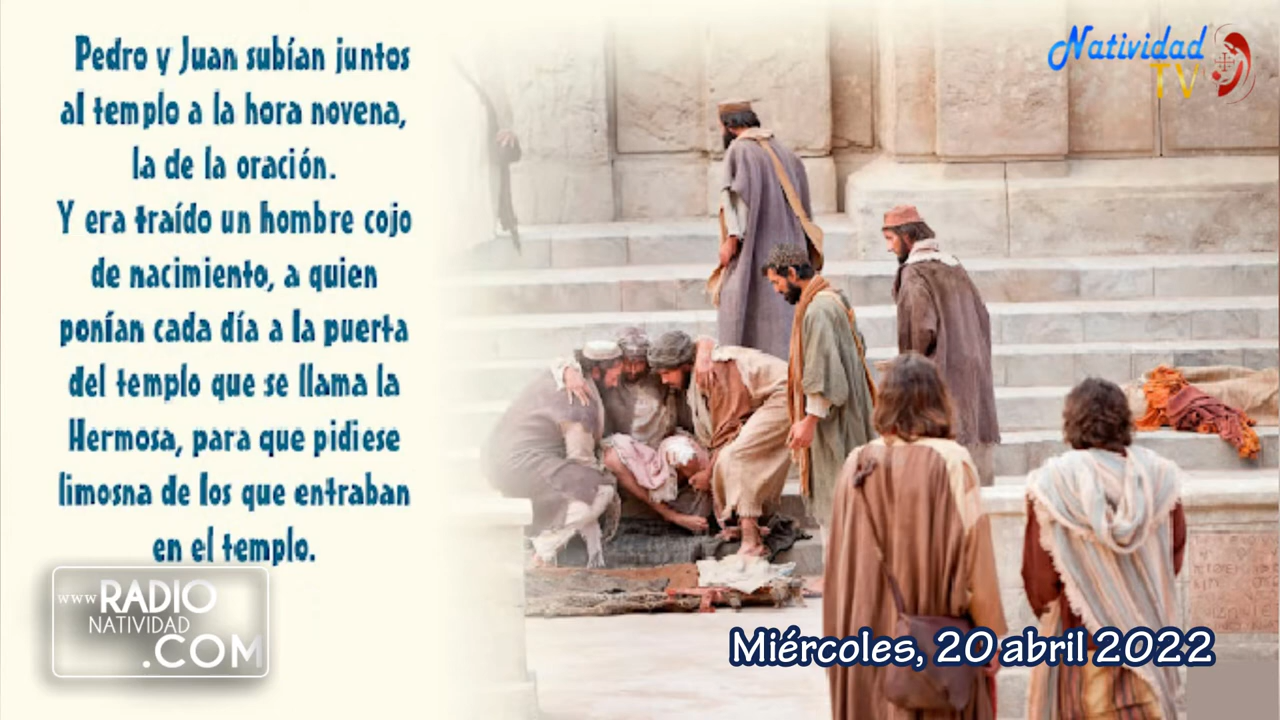 Pedro y Juan subían juntos
al templo a la hora novena,
la de la oración.
Y era traído un hombre cojo
de nacimiento, a quien
ponían cada día a la puerta
del templo que se llama la
Hermosa, para que pidiese
limosna de los que entraban
en el templo.
www RADIO
NATIVIDAD
.COM
Natividad
TV
Miércoles, 20 abril 2022